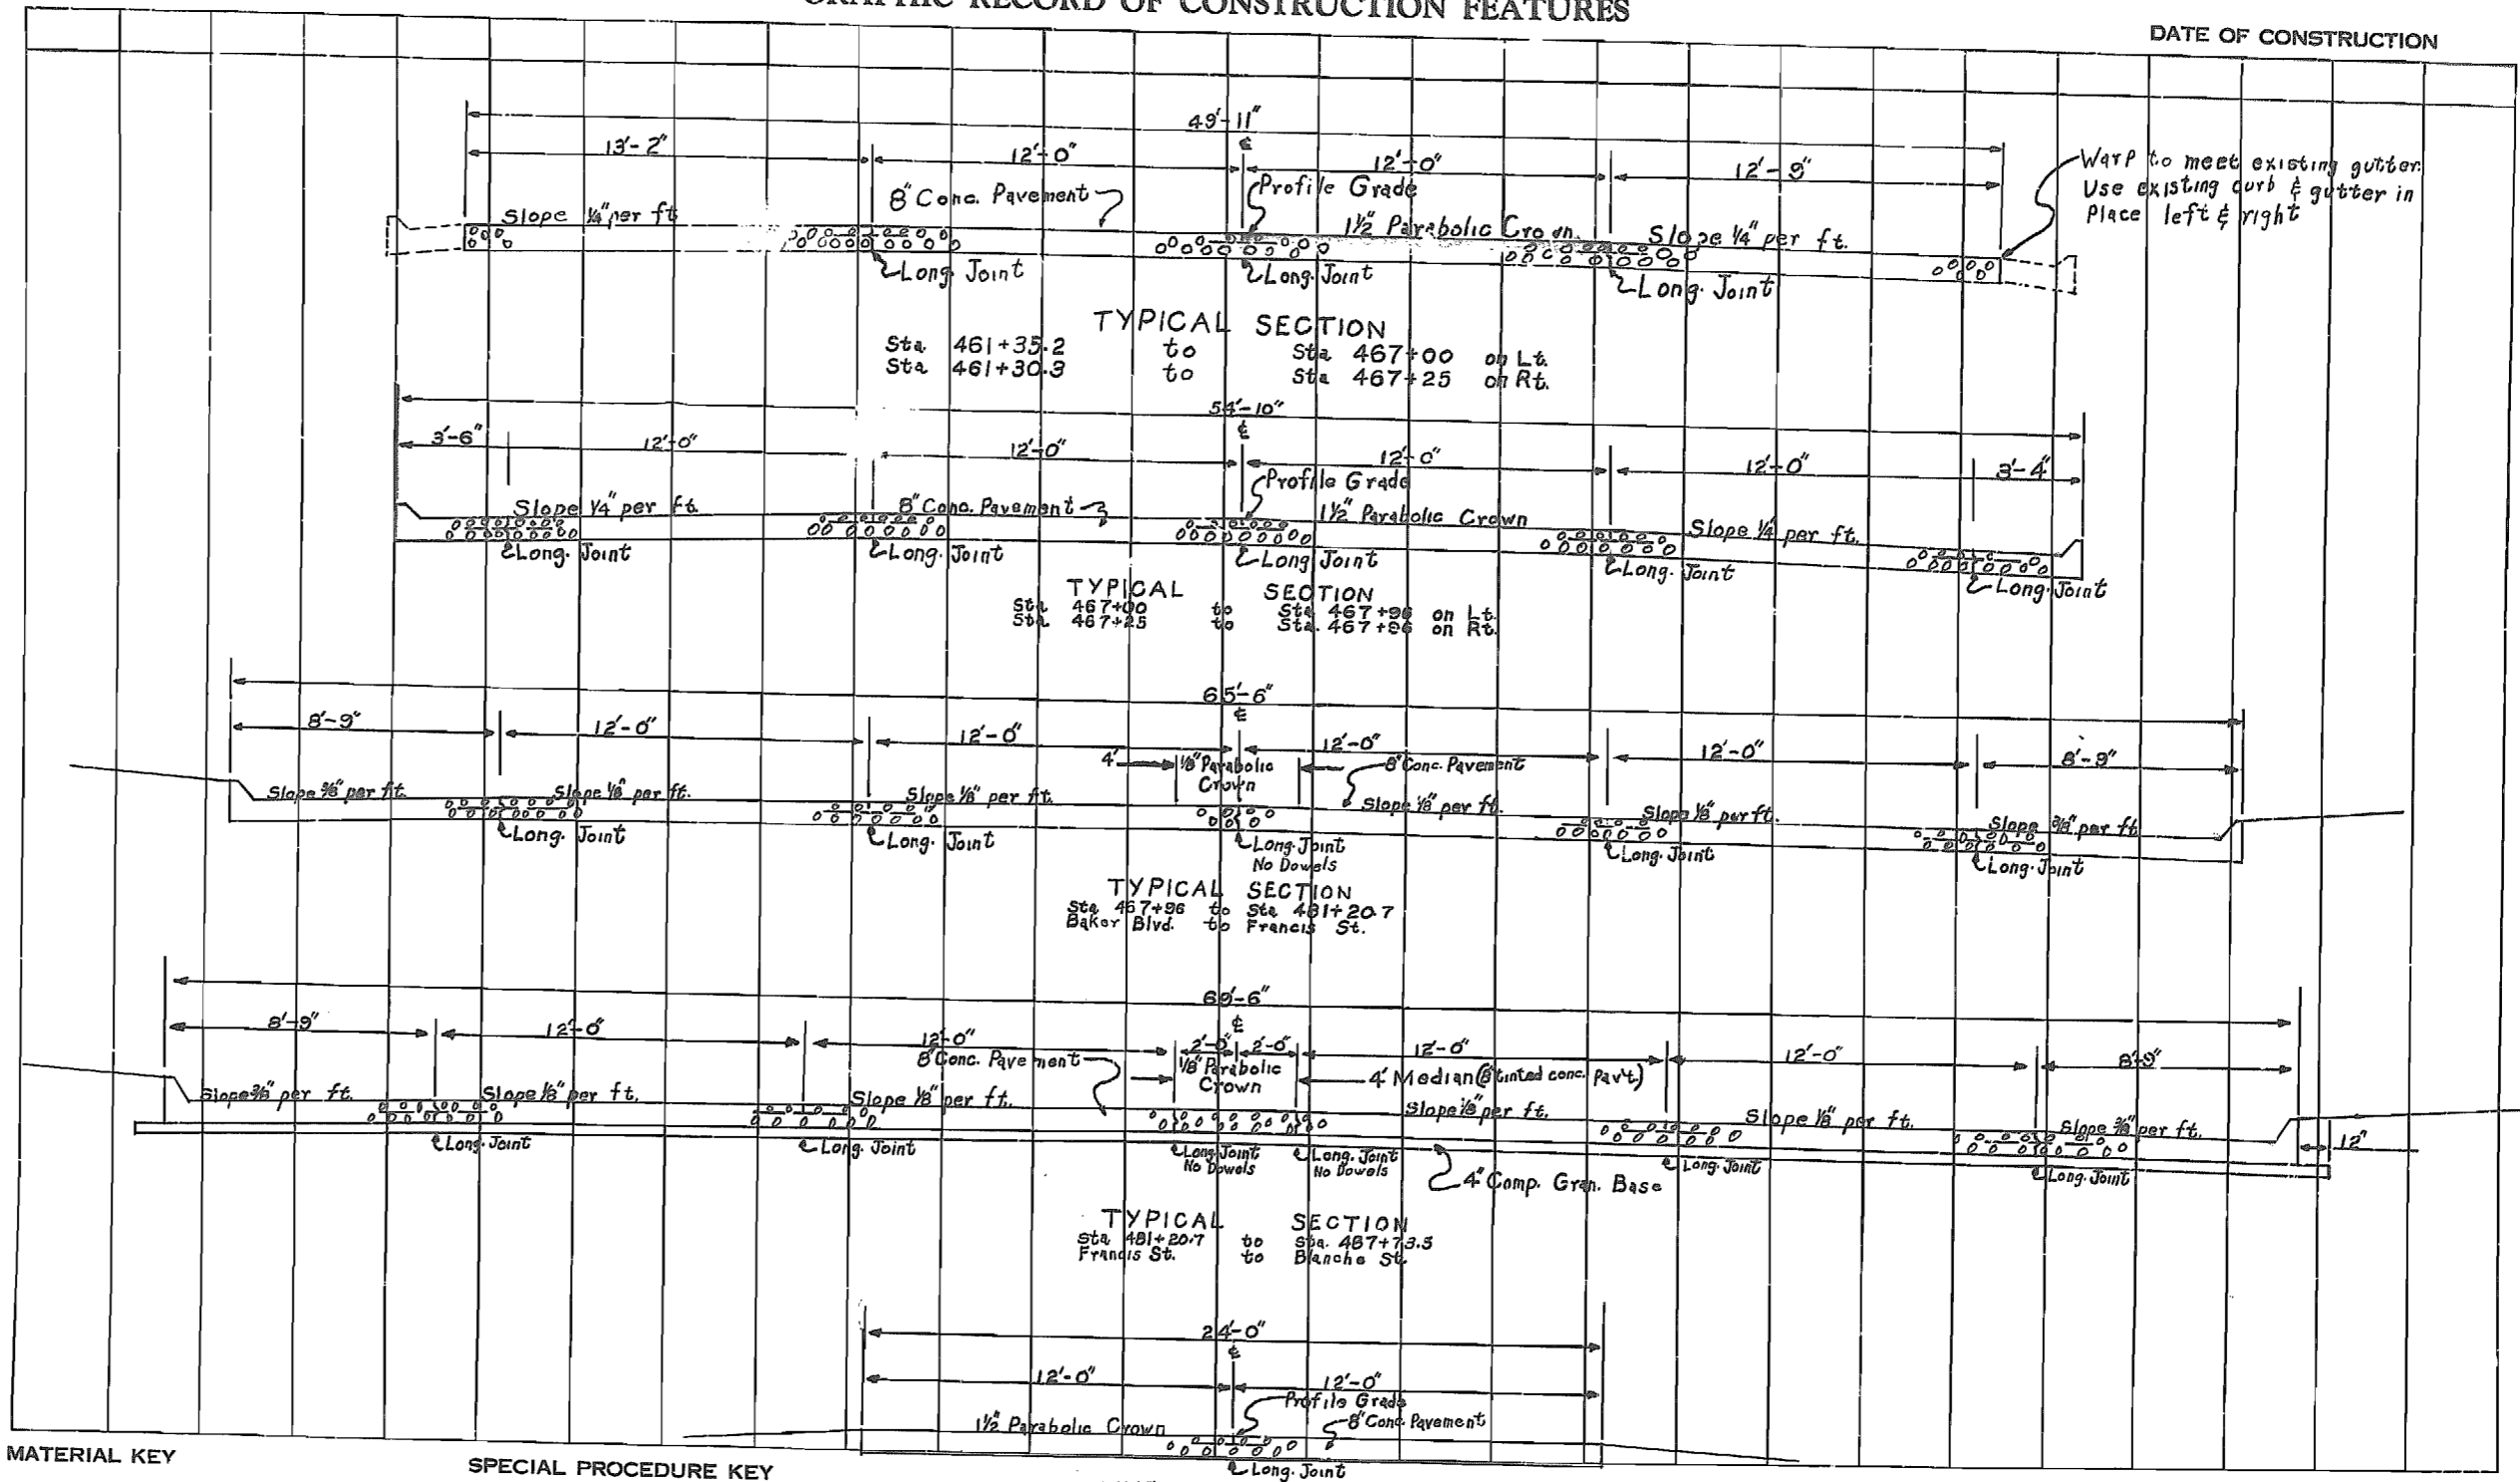 GRAPHIC RECORD OF CONSTRUCTION FEATURES
DATE OF CONSTRUCTION
49'-11"
℄
13'-2"
12'-0"
12'-0"
12'-9"
Warp to meet existing gutter.
Use existing curb & gutter in
Place left & right
Profile Grade
8" Conc. Pavement
Slope 1/4" per ft
1 1/2" Parabolic Crown.
Slope 1/4" per ft.
Long. Joint
Long. Joint
Long. Joint
TYPICAL SECTION
Sta. 461+35.2 to Sta 467+00 on Lt.
Sta 461+30.3 to Sta 467+25 on Rt.
54'-10"
℄
3'-6"
12'-0"
12'-0"
12'-0"
12'-0"
3'-4"
Profile Grade
Slope 1/4" per ft.
8" Conc. Pavement
1 1/2" Parabolic Crown
Slope 1/4" per ft.
Long. Joint
Long. Joint
Long. Joint
Long. Joint
Long. Joint
TYPICAL SECTION
Sta 467+00 to Sta 467+96 on Lt.
Sta. 467+25 to Sta. 467+96 on Rt.
65'-6"
℄
8'-9"
12'-0"
12'-0"
12'-0"
12'-0"
8'-9"
4'
1/8" Parabolic
Crown
8" Conc. Pavement
Slope 3/8" per ft.
Slope 1/8" per ft.
Slope 1/8" per ft.
Slope 1/8" per ft.
Slope 1/8" per ft.
Slope 3/8" per ft
Long. Joint
Long. Joint
Long. Joint
No Dowels
Long. Joint
Long. Joint
TYPICAL SECTION
Sta 467+96 to Sta 481+20.7
Baker Blvd. to Francis St.
69'-6"
℄
8'-9"
12'-0"
12'-0"
2'-0"
2'-0"
12'-0"
12'-0"
8'-9"
8" Conc. Pavement
1/8" Parabolic
Crown
4' Median (8" tinted conc. Pav't)
Slope 3/8" per ft.
Slope 1/8" per ft.
Slope 1/8" per ft.
Slope 1/8" per ft.
Slope 1/8" per ft.
Slope 3/8" per ft.
12"
Long. Joint
Long. Joint
Long. Joint
No Dowels
Long. Joint
No Dowels
Long. Joint
Long. Joint
4" Comp. Gran. Base
TYPICAL SECTION
Sta 481+20.7 to Sta. 487+73.5
Francis St. to Blanche St.
24'-0"
℄
12'-0"
12'-0"
Profile Grade
1 1/2" Parabolic Crown
8" Conc. Pavement
Long. Joint
MATERIAL KEY
SPECIAL PROCEDURE KEY